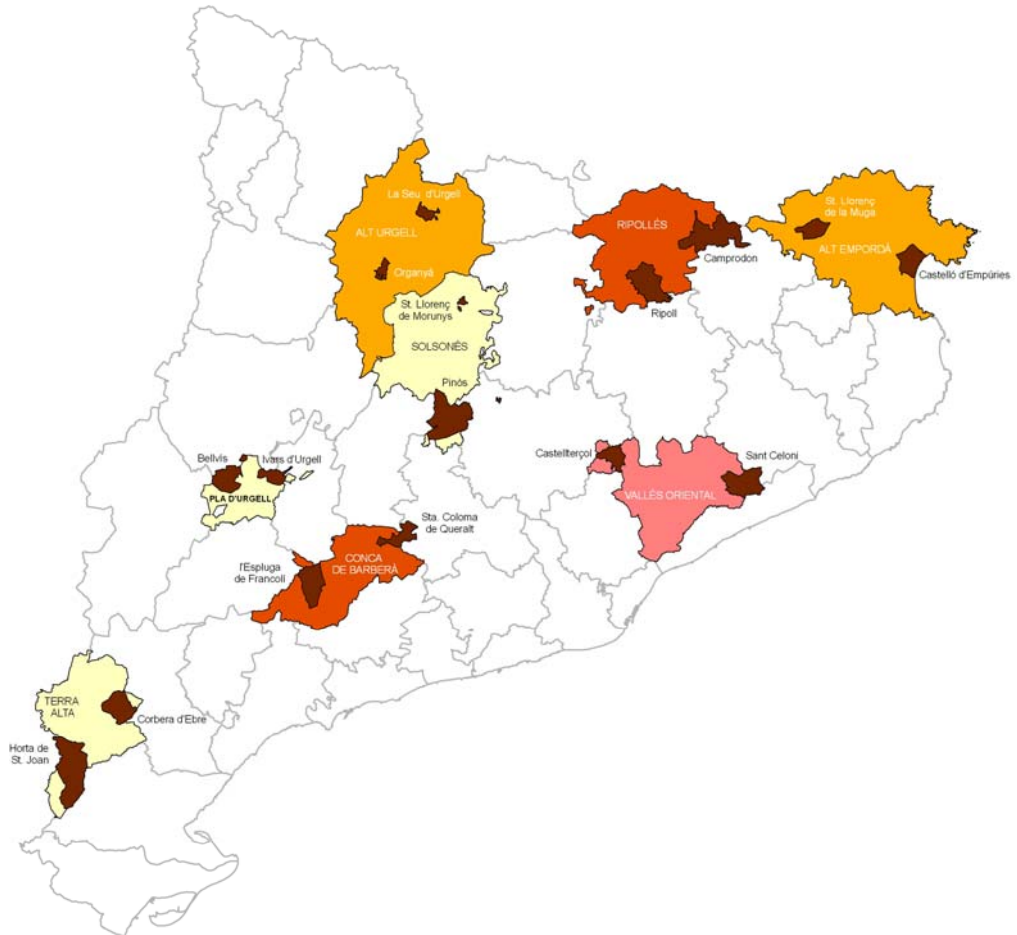 La Seu d'Urgell
ALT URGELL
Organyà
St. Llorenç
de Morunys
SOLSONÈS
Pinós
RIPOLLÈS
Camprodon
Ripoll
St. Llorenç
de la Muga
ALT EMPORDÀ
Castelló d'Empúries
Bellvís
Ivars d'Urgell
PLA D'URGELL
Castellterçol
Sant Celoni
VALLÈS ORIENTAL
Sta. Coloma
de Queralt
CONCA
DE BARBERÀ
l'Espluga
de Francolí
TERRA
ALTA
Corbera d'Ebre
Horta de
St. Joan